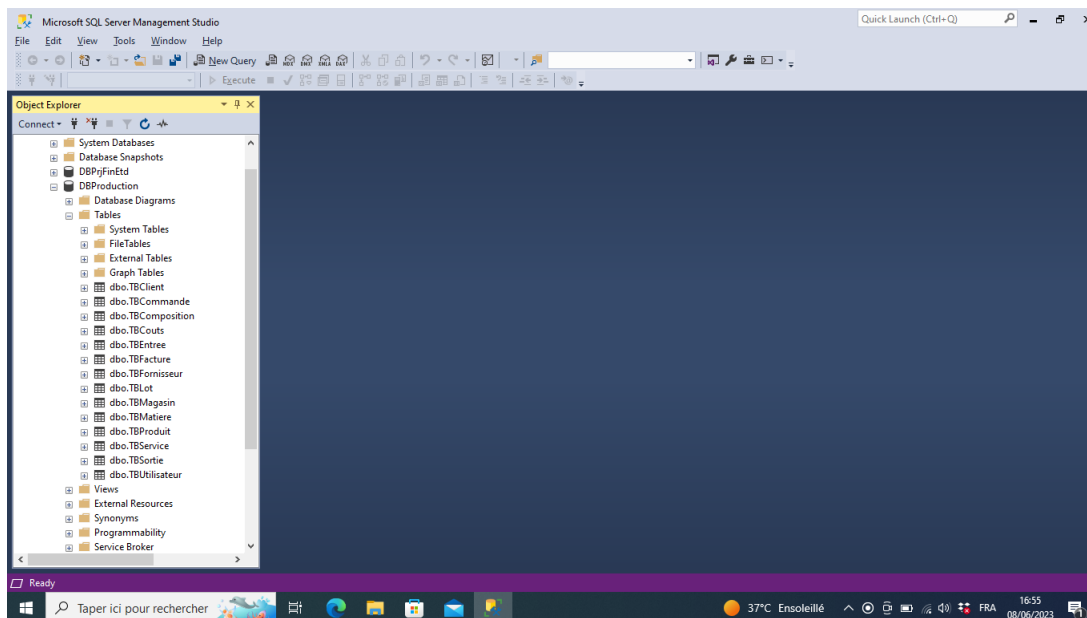 Microsoft SQL Server Management Studio
Quick Launch (Ctrl+Q)
File Edit View Tools Window Help
New Query
Execute
Object Explorer
Connect
System Databases
Database Snapshots
DBPrjFinEtd
DBProduction
Database Diagrams
Tables
System Tables
FileTables
External Tables
Graph Tables
dbo.TBClient
dbo.TBCommande
dbo.TBComposition
dbo.TBCouts
dbo.TBEntree
dbo.TBFacture
dbo.TBFornisseur
dbo.TBLot
dbo.TBMagasin
dbo.TBMatiere
dbo.TBProduit
dbo.TBService
dbo.TBSortie
dbo.TBUtilisateur
Views
External Resources
Synonyms
Programmability
Service Broker
Ready
Taper ici pour rechercher
37°C Ensoleillé
FRA
16:55
08/06/2023